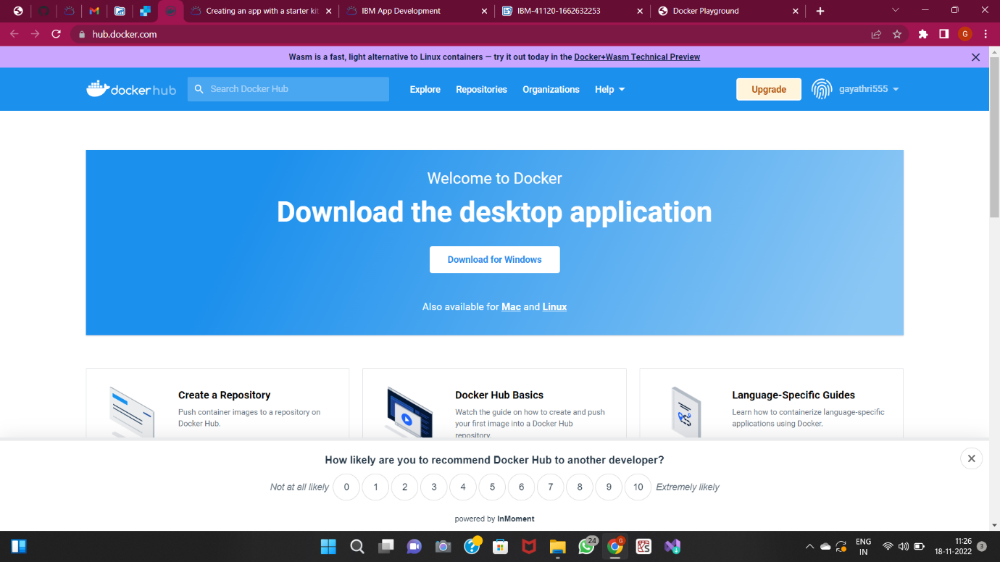 Creating an app with a starter kit
IBM App Development
IBM-41120-1662632253
Docker Playground
hub.docker.com
G
Wasm is a fast, light alternative to Linux containers — try it out today in the Docker+Wasm Technical Preview
docker hub
Search Docker Hub
Explore
Repositories
Organizations
Help
Upgrade
gayathri555
Welcome to Docker
Download the desktop application
Download for Windows
Also available for Mac and Linux
Create a Repository
Push container images to a repository on
Docker Hub.
Docker Hub Basics
Watch the guide on how to create and push
your first image into a Docker Hub
repository.
Language-Specific Guides
Learn how to containerize language-specific
applications using Docker.
How likely are you to recommend Docker Hub to another developer?
Not at all likely 0 1 2 3 4 5 6 7 8 9 10 Extremely likely
powered by InMoment
24
G
ENG
IN
11:26
18-11-2022
3